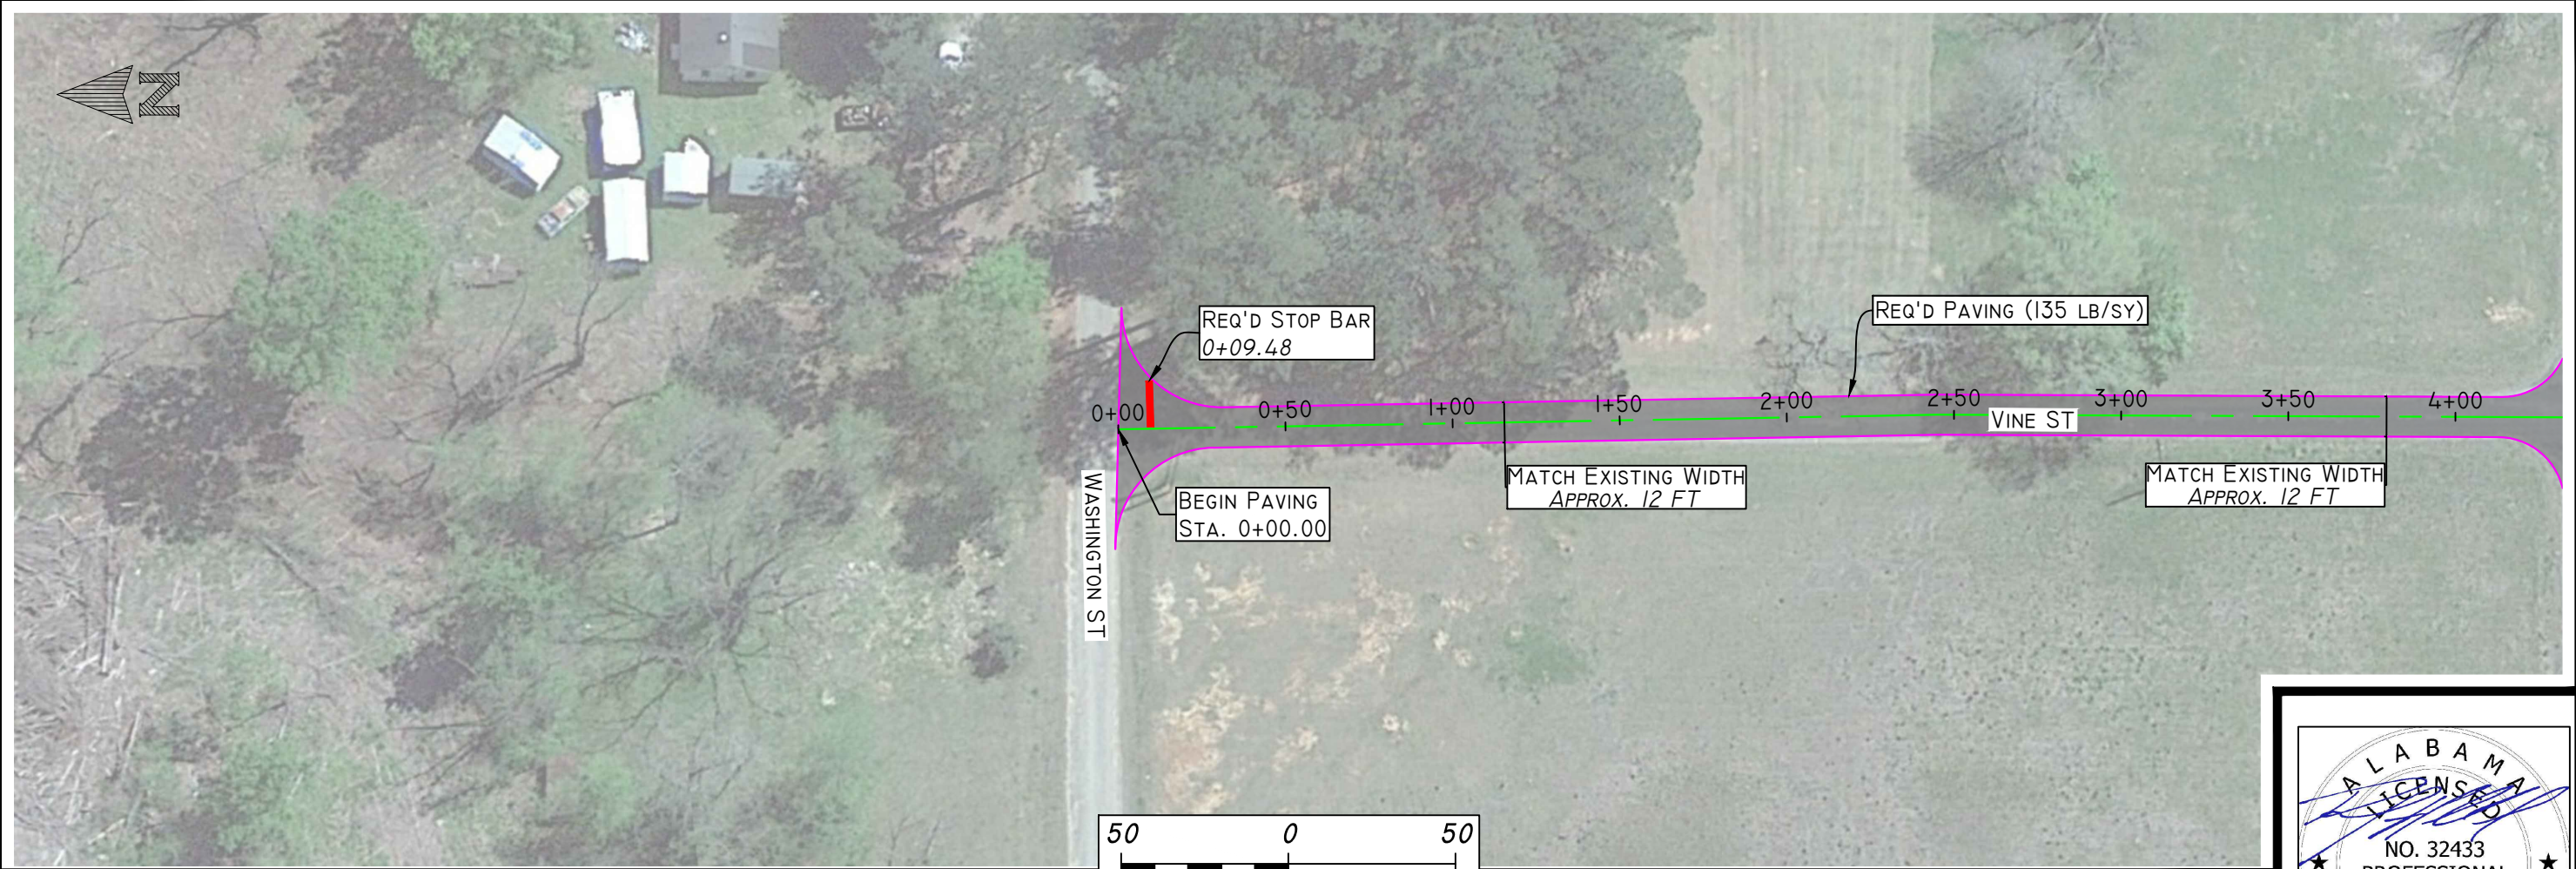 N
REQ'D STOP BAR
0+09.48
REQ'D PAVING (135 LB/SY)
0+00
0+50
1+00
1+50
2+00
2+50
3+00
3+50
4+00
VINE ST
WASHINGTON ST
BEGIN PAVING
STA. 0+00.00
MATCH EXISTING WIDTH
APPROX. 12 FT
MATCH EXISTING WIDTH
APPROX. 12 FT
50 0 50
ALABAMA
LICENSED
NO. 32433
PROFESSIONAL